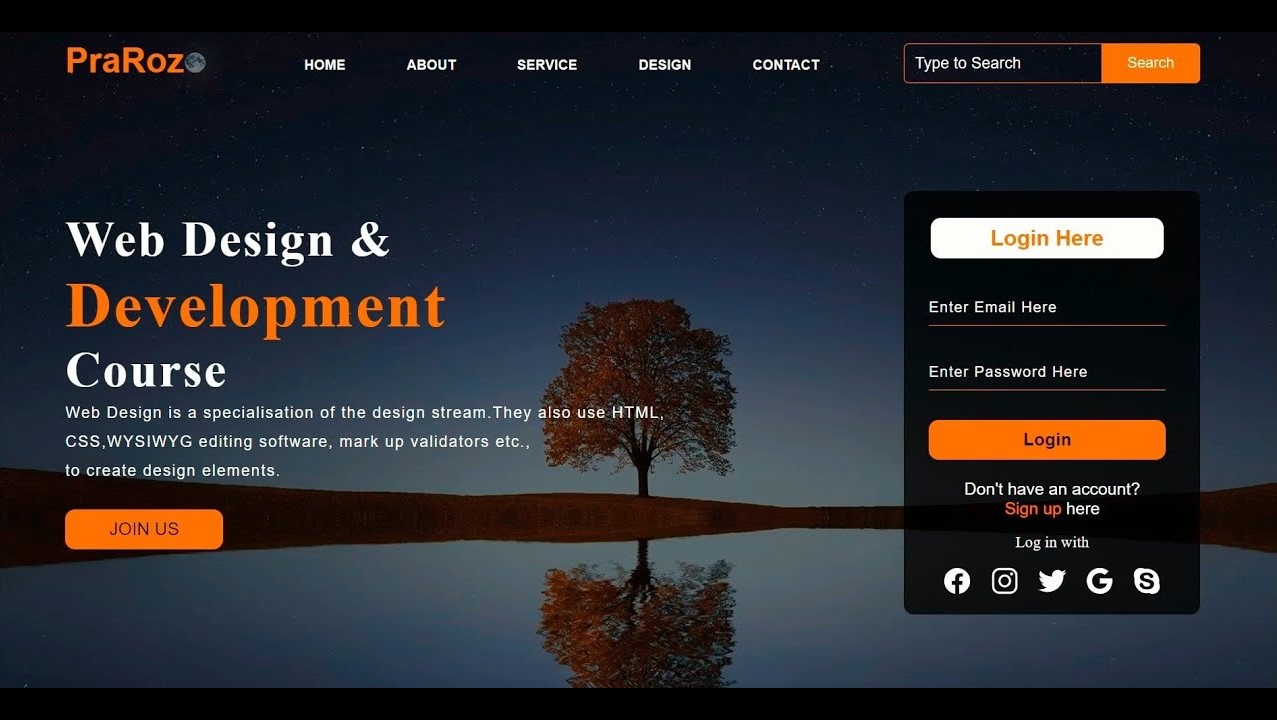 PraRoz
HOME ABOUT SERVICE DESIGN CONTACT
Type to Search Search
Web Design &
Development
Course
Web Design is a specialisation of the design stream.They also use HTML,
CSS,WYSIWYG editing software, mark up validators etc.,
to create design elements.
JOIN US
Login Here
Enter Email Here
Enter Password Here
Login
Don't have an account?
Sign up here
Log in with